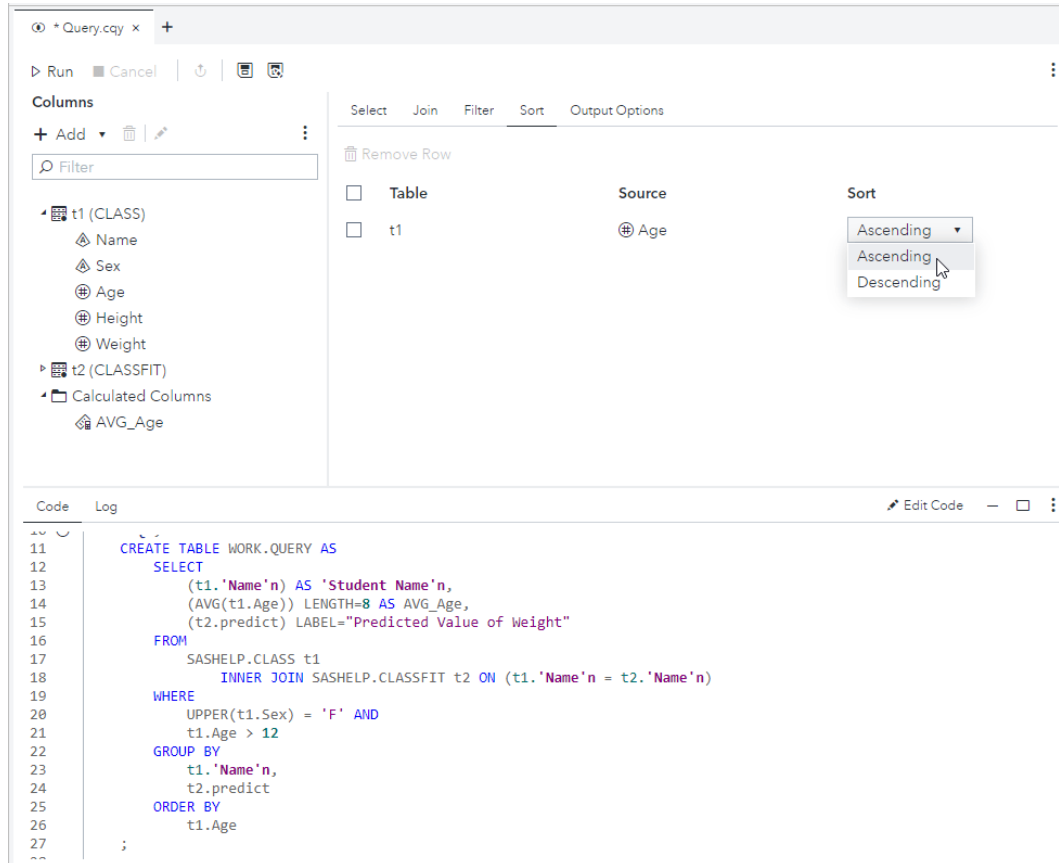 * Query.cqy × +
Run Cancel
Columns
+ Add
Filter
t1 (CLASS)
Name
Sex
Age
Height
Weight
t2 (CLASSFIT)
Calculated Columns
AVG_Age
Select Join Filter Sort Output Options
Remove Row
Table Source Sort
t1 Age Ascending
Ascending
Descending
Code Log Edit Code
11 CREATE TABLE WORK.QUERY AS
12 SELECT
13 (t1.'Name'n) AS 'Student Name'n,
14 (AVG(t1.Age)) LENGTH=8 AS AVG_Age,
15 (t2.predict) LABEL="Predicted Value of Weight"
16 FROM
17 SASHELP.CLASS t1
18 INNER JOIN SASHELP.CLASSFIT t2 ON (t1.'Name'n = t2.'Name'n)
19 WHERE
20 UPPER(t1.Sex) = 'F' AND
21 t1.Age > 12
22 GROUP BY
23 t1.'Name'n,
24 t2.predict
25 ORDER BY
26 t1.Age
27 ;